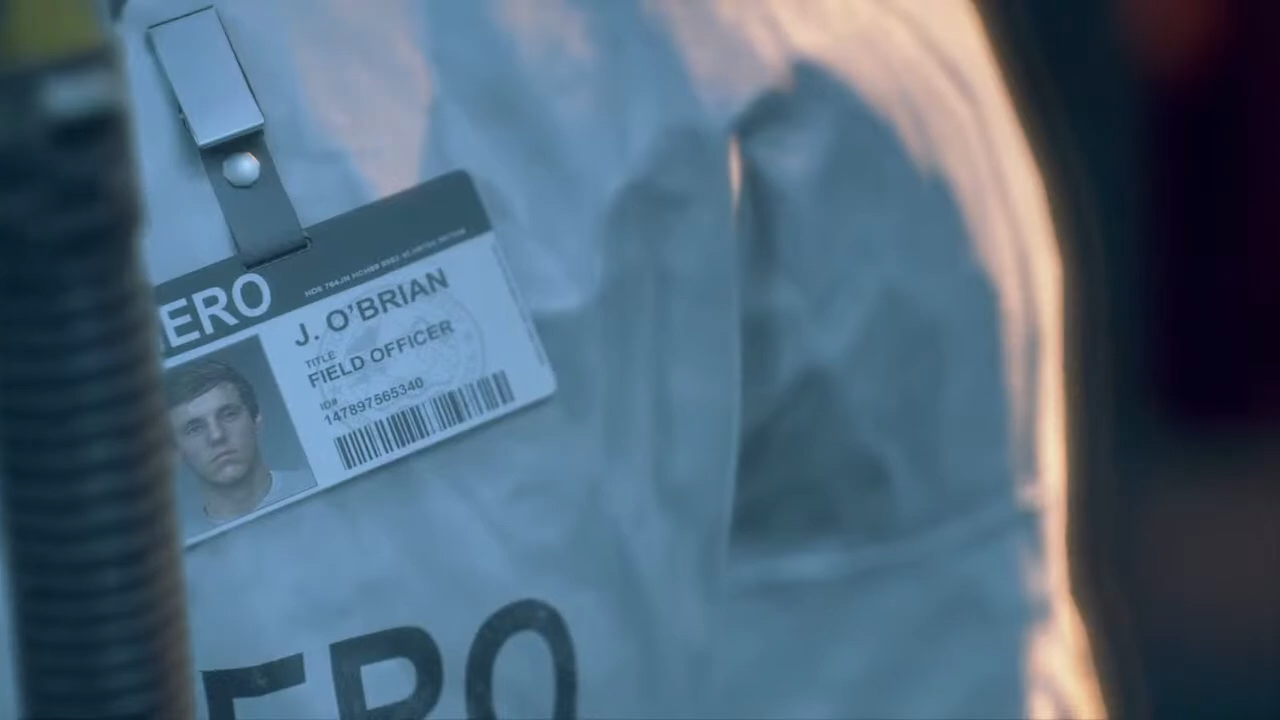 ERO
J. O'BRIAN
TITLE
FIELD OFFICER
ID#
147897565340
ERO